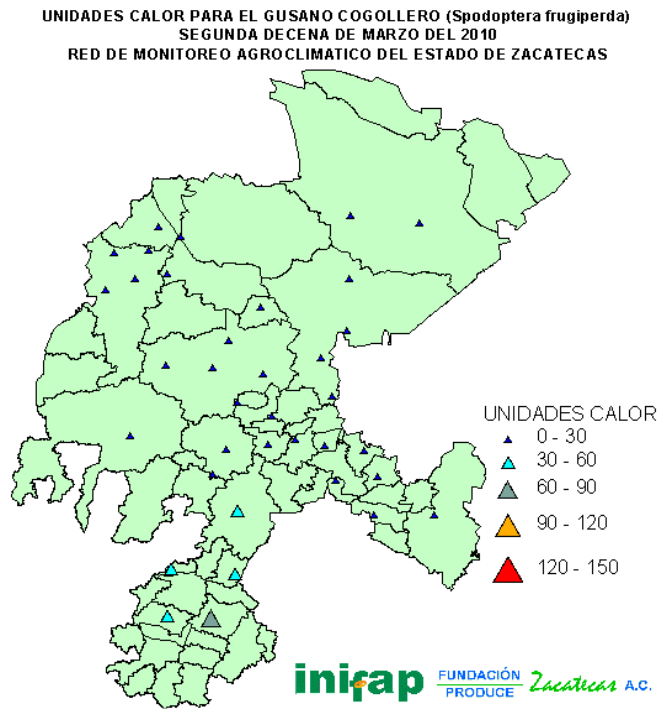 UNIDADES CALOR PARA EL GUSANO COGOLLERO (Spodoptera frugiperda)
SEGUNDA DECENA DE MARZO DEL 2010
RED DE MONITOREO AGROCLIMATICO DEL ESTADO DE ZACATECAS
UNIDADES CALOR
0 - 30
30 - 60
60 - 90
90 - 120
120 - 150
inifap
FUNDACIÓN
PRODUCE
Zacatecas A.C.